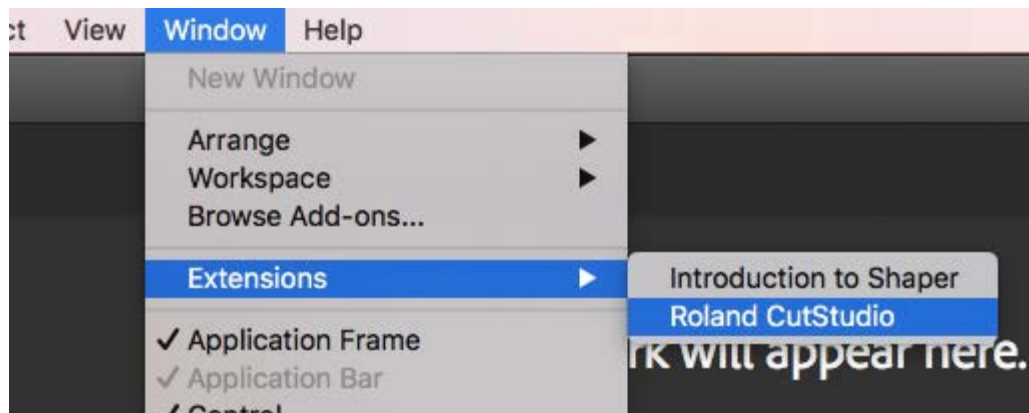 View Window Help
New Window
Arrange
Workspace
Browse Add-ons...
Extensions
Introduction to Shaper
Roland CutStudio
✓ Application Frame
will appear here.
✓ Application Bar
✓ Control